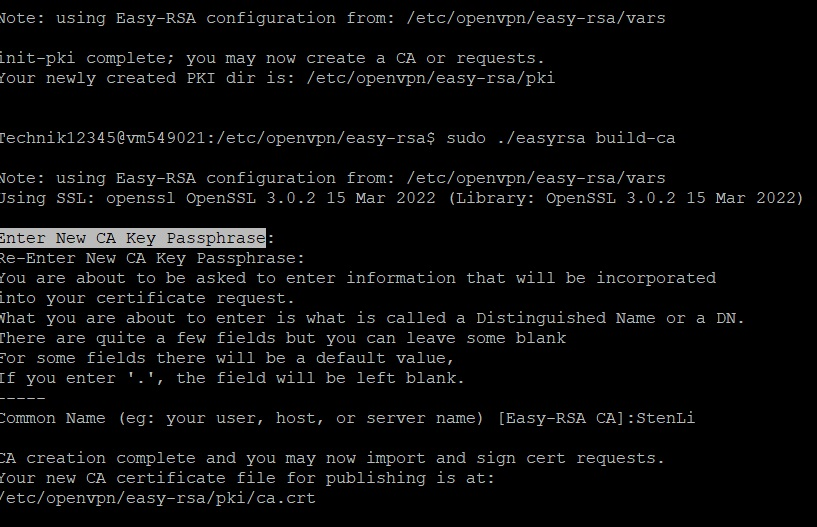 Note: using Easy-RSA configuration from: /etc/openvpn/easy-rsa/vars
init-pki complete; you may now create a CA or requests.
Your newly created PKI dir is: /etc/openvpn/easy-rsa/pki
Technik12345@vm549021:/etc/openvpn/easy-rsa$ sudo ./easyrsa build-ca
Note: using Easy-RSA configuration from: /etc/openvpn/easy-rsa/vars
Using SSL: openssl OpenSSL 3.0.2 15 Mar 2022 (Library: OpenSSL 3.0.2 15 Mar 2022)
Enter New CA Key Passphrase:
Re-Enter New CA Key Passphrase:
You are about to be asked to enter information that will be incorporated
into your certificate request.
What you are about to enter is what is called a Distinguished Name or a DN.
There are quite a few fields but you can leave some blank
For some fields there will be a default value,
If you enter '.', the field will be left blank.
-----
Common Name (eg: your user, host, or server name) [Easy-RSA CA]:StenLi
CA creation complete and you may now import and sign cert requests.
Your new CA certificate file for publishing is at:
/etc/openvpn/easy-rsa/pki/ca.crt